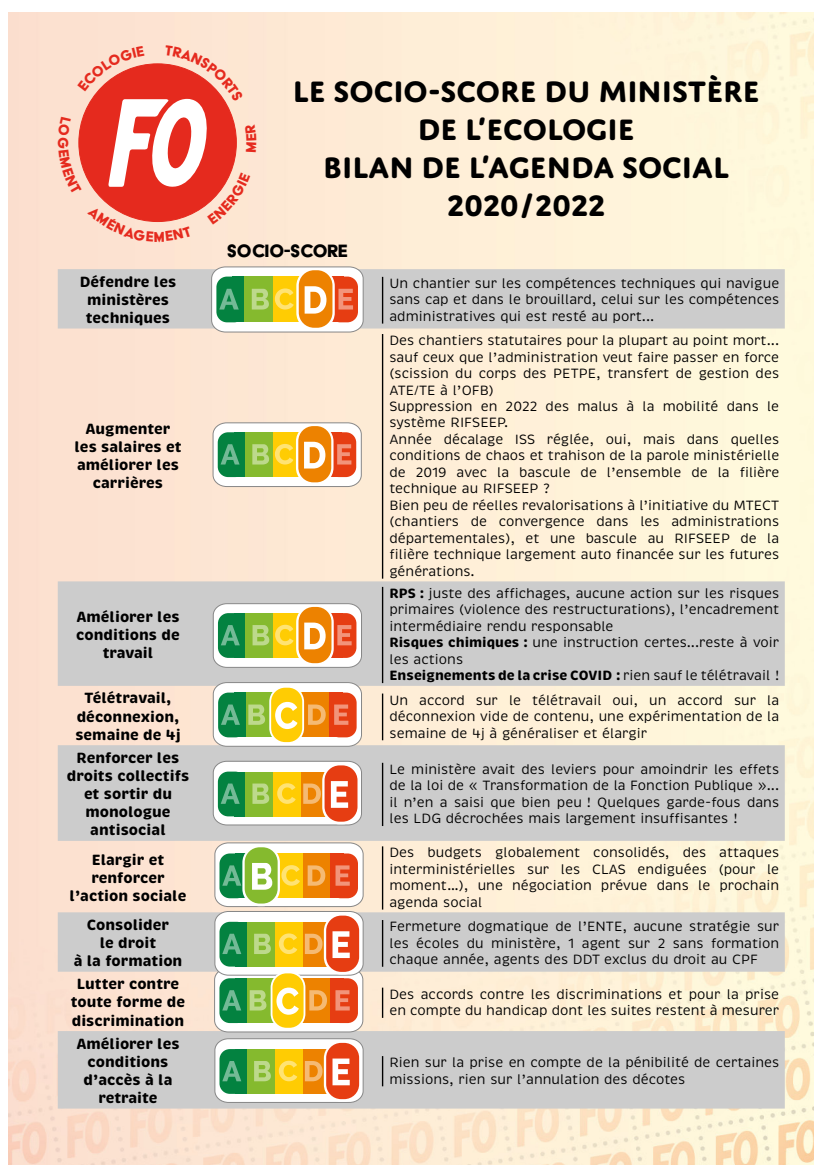 ECOLOGIE TRANSPORTS
LOGEMENT
MER
AMÉNAGEMENT
ENERGIE
FO
LE SOCIO-SCORE DU MINISTÈRE
DE L'ECOLOGIE
BILAN DE L'AGENDA SOCIAL
2020/2022
SOCIO-SCORE
Défendre les
ministères
techniques
A B C D E
Un chantier sur les compétences techniques qui navigue
sans cap et dans le brouillard, celui sur les compétences
administratives qui est resté au port...
Augmenter
les salaires et
améliorer les
carrières
A B C D E
Des chantiers statutaires pour la plupart au point mort...
sauf ceux que l'administration veut faire passer en force
(scission du corps des PETPE, transfert de gestion des
ATE/TE à l'OFB)
Suppression en 2022 des malus à la mobilité dans le
système RIFSEEP.
Année décalage ISS réglée, oui, mais dans quelles
conditions de chaos et trahison de la parole ministérielle
de 2019 avec la bascule de l'ensemble de la filière
technique au RIFSEEP ?
Bien peu de réelles revalorisations à l'initiative du MTECT
(chantiers de convergence dans les administrations
départementales), et une bascule au RIFSEEP de la
filière technique largement auto financée sur les futures
générations.
Améliorer les
conditions de
travail
A B C D E
RPS : juste des affichages, aucune action sur les risques
primaires (violence des restructurations), l'encadrement
intermédiaire rendu responsable
Risques chimiques : une instruction certes...reste à voir
les actions
Enseignements de la crise COVID : rien sauf le télétravail !
Télétravail,
déconnexion,
semaine de 4j
A B C D E
Un accord sur le télétravail oui, un accord sur la
déconnexion vide de contenu, une expérimentation de la
semaine de 4j à généraliser et élargir
Renforcer les
droits collectifs
et sortir du
monologue
antisocial
A B C D E
Le ministère avait des leviers pour amoindrir les effets
de la loi de « Transformation de la Fonction Publique »...
il n'en a saisi que bien peu ! Quelques garde-fous dans
les LDG décrochées mais largement insuffisantes !
Elargir et
renforcer
l'action sociale
A B C D E
Des budgets globalement consolidés, des attaques
interministérielles sur les CLAS endiguées (pour le
moment...), une négociation prévue dans le prochain
agenda social
Consolider
le droit
à la formation
A B C D E
Fermeture dogmatique de l'ENTE, aucune stratégie sur
les écoles du ministère, 1 agent sur 2 sans formation
chaque année, agents des DDT exclus du droit au CPF
Lutter contre
toute forme de
discrimination
A B C D E
Des accords contre les discriminations et pour la prise
en compte du handicap dont les suites restent à mesurer
Améliorer les
conditions
d'accès à la
retraite
A B C D E
Rien sur la prise en compte de la pénibilité de certaines
missions, rien sur l'annulation des décotes